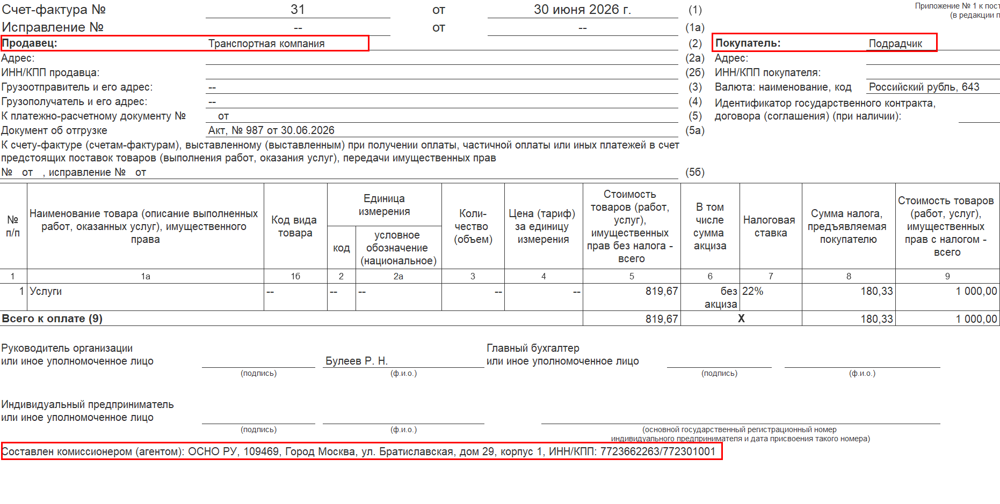 Счет-фактура № 31 от 30 июня 2026 г. (1)
Приложение № 1 к пост
(в редакции п
Исправление № -- от -- (1а)
Продавец: Транспортная компания (2) Покупатель: Подрадчик
Адрес: (2а) Адрес:
ИНН/КПП продавца: (2б) ИНН/КПП покупателя:
Грузоотправитель и его адрес: -- (3) Валюта: наименование, код Российский рубль, 643
Грузополучатель и его адрес: -- (4) Идентификатор государственного контракта,
К платежно-расчетному документу № от (5) договора (соглашения) (при наличии):
Документ об отгрузке Акт, № 987 от 30.06.2026 (5а)
К счету-фактуре (счетам-фактурам), выставленному (выставленным) при получении оплаты, частичной оплаты или иных платежей в счет
предстоящих поставок товаров (выполнения работ, оказания услуг), передачи имущественных прав
№ от , исправление № от (5б)
№
п/п
Наименование товара (описание выполненных
работ, оказанных услуг), имущественного
права
Код вида
товара
Единица
измерения
код
условное
обозначение
(национальное)
Коли-
чество
(объем)
Цена (тариф)
за единицу
измерения
Стоимость
товаров (работ,
услуг),
имущественных
прав без налога -
всего
В том
числе
сумма
акциза
Налоговая
ставка
Сумма налога,
предъявляемая
покупателю
Стоимость товаров
(работ, услуг),
имущественных
прав с налогом -
всего
1 1а 1б 2 2а 3 4 5 6 7 8 9
1 Услуги -- -- -- -- -- 819,67 без 22% 180,33 1 000,00
акциза
Всего к оплате (9) 819,67 X 180,33 1 000,00
Руководитель организации Главный бухгалтер
или иное уполномоченное лицо Булеев Р. Н. или иное уполномоченное лицо
(подпись) (ф.и.о.) (подпись) (ф.и.о.)
Индивидуальный предприниматель
или иное уполномоченное лицо
(подпись) (ф.и.о.) (основной государственный регистрационный номер
индивидуального предпринимателя и дата присвоения такого номера)
Составлен комиссионером (агентом): ОСНО РУ, 109469, Город Москва, ул. Братиславская, дом 29, корпус 1, ИНН/КПП: 7723662263/772301001